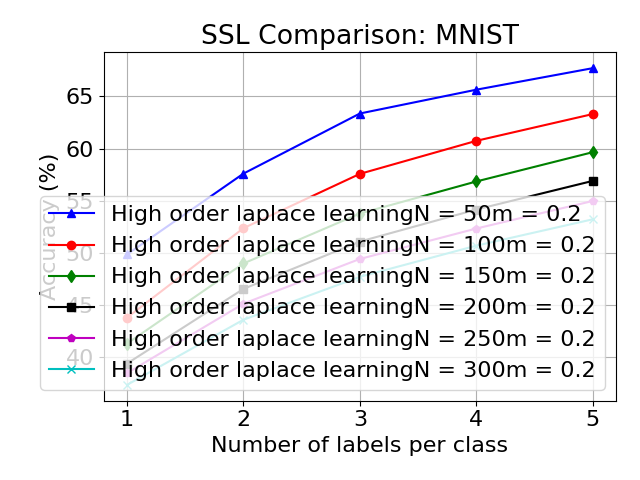 SSL Comparison: MNIST
Accuracy (%)
65
60
55
50
45
40
High order laplace learningN = 50m = 0.2
High order laplace learningN = 100m = 0.2
High order laplace learningN = 150m = 0.2
High order laplace learningN = 200m = 0.2
High order laplace learningN = 250m = 0.2
High order laplace learningN = 300m = 0.2
1 2 3 4 5
Number of labels per class